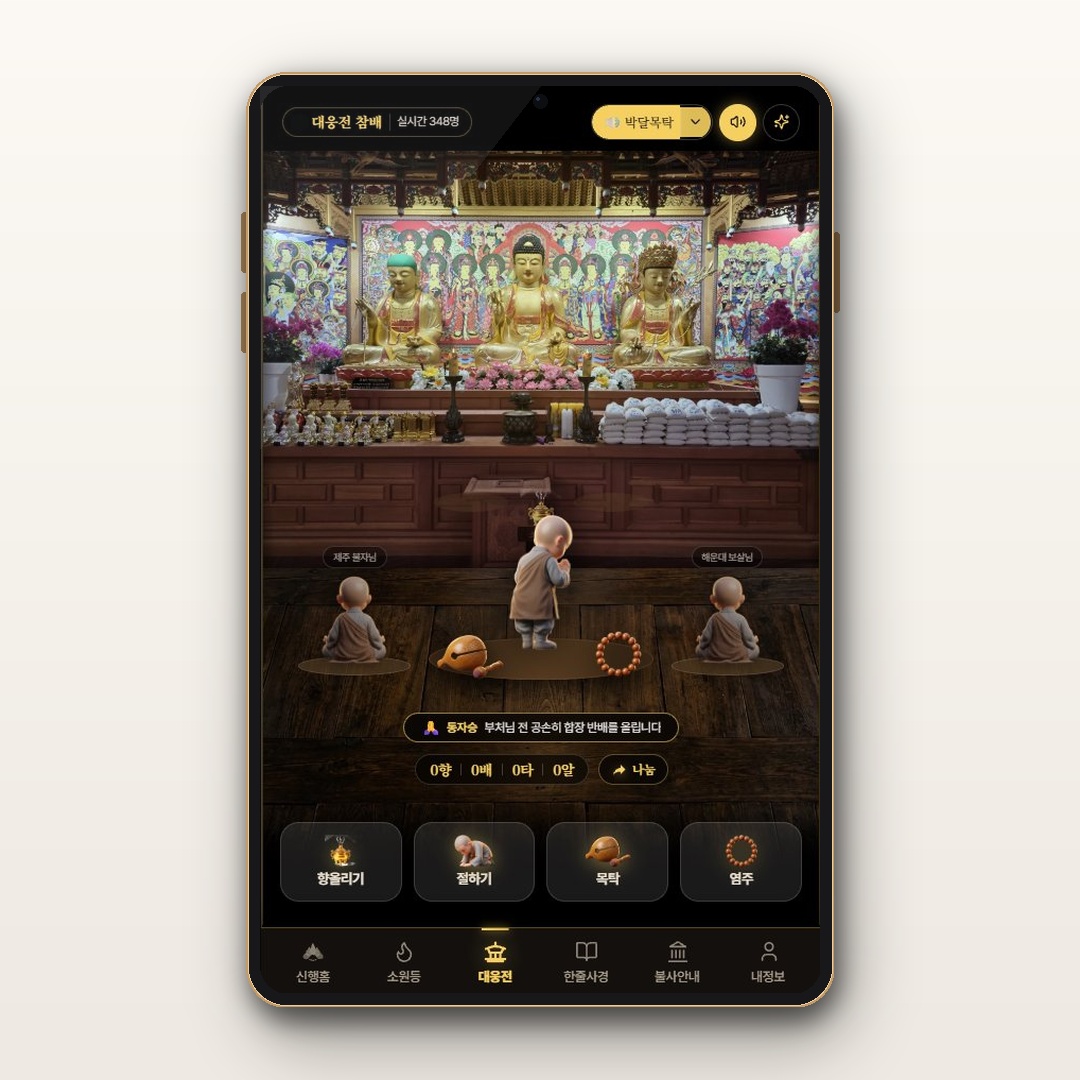 대웅전 참배 실시간 348명
박달목탁
제주 불자님
해운대 보살님
동자승 부처님 전 공손히 합장 반배를 올립니다
0향 0배 0타 0알
나눔
향올리기
절하기
목탁
염주
신행홈
소원등
대웅전
한줄사경
불사안내
내정보